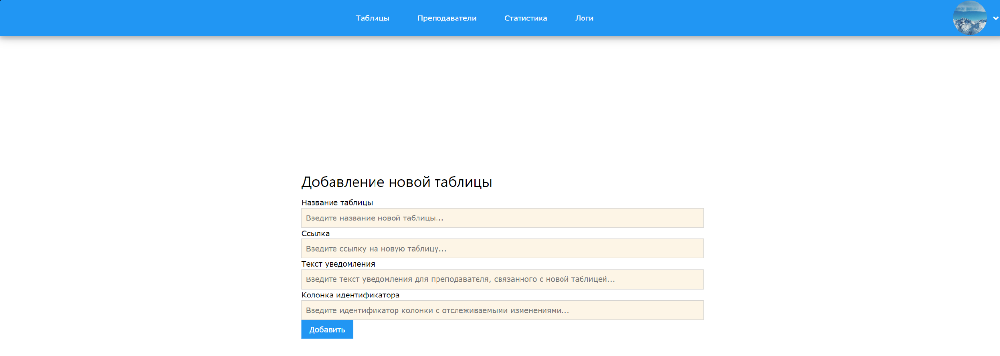 Таблицы Преподаватели Статистика Логи
Добавление новой таблицы
Название таблицы
Введите название новой таблицы...
Ссылка
Введите ссылку на новую таблицу...
Текст уведомления
Введите текст уведомления для преподавателя, связанного с новой таблицей...
Колонка идентификатора
Введите идентификатор колонки с отслеживаемыми изменениями...
Добавить